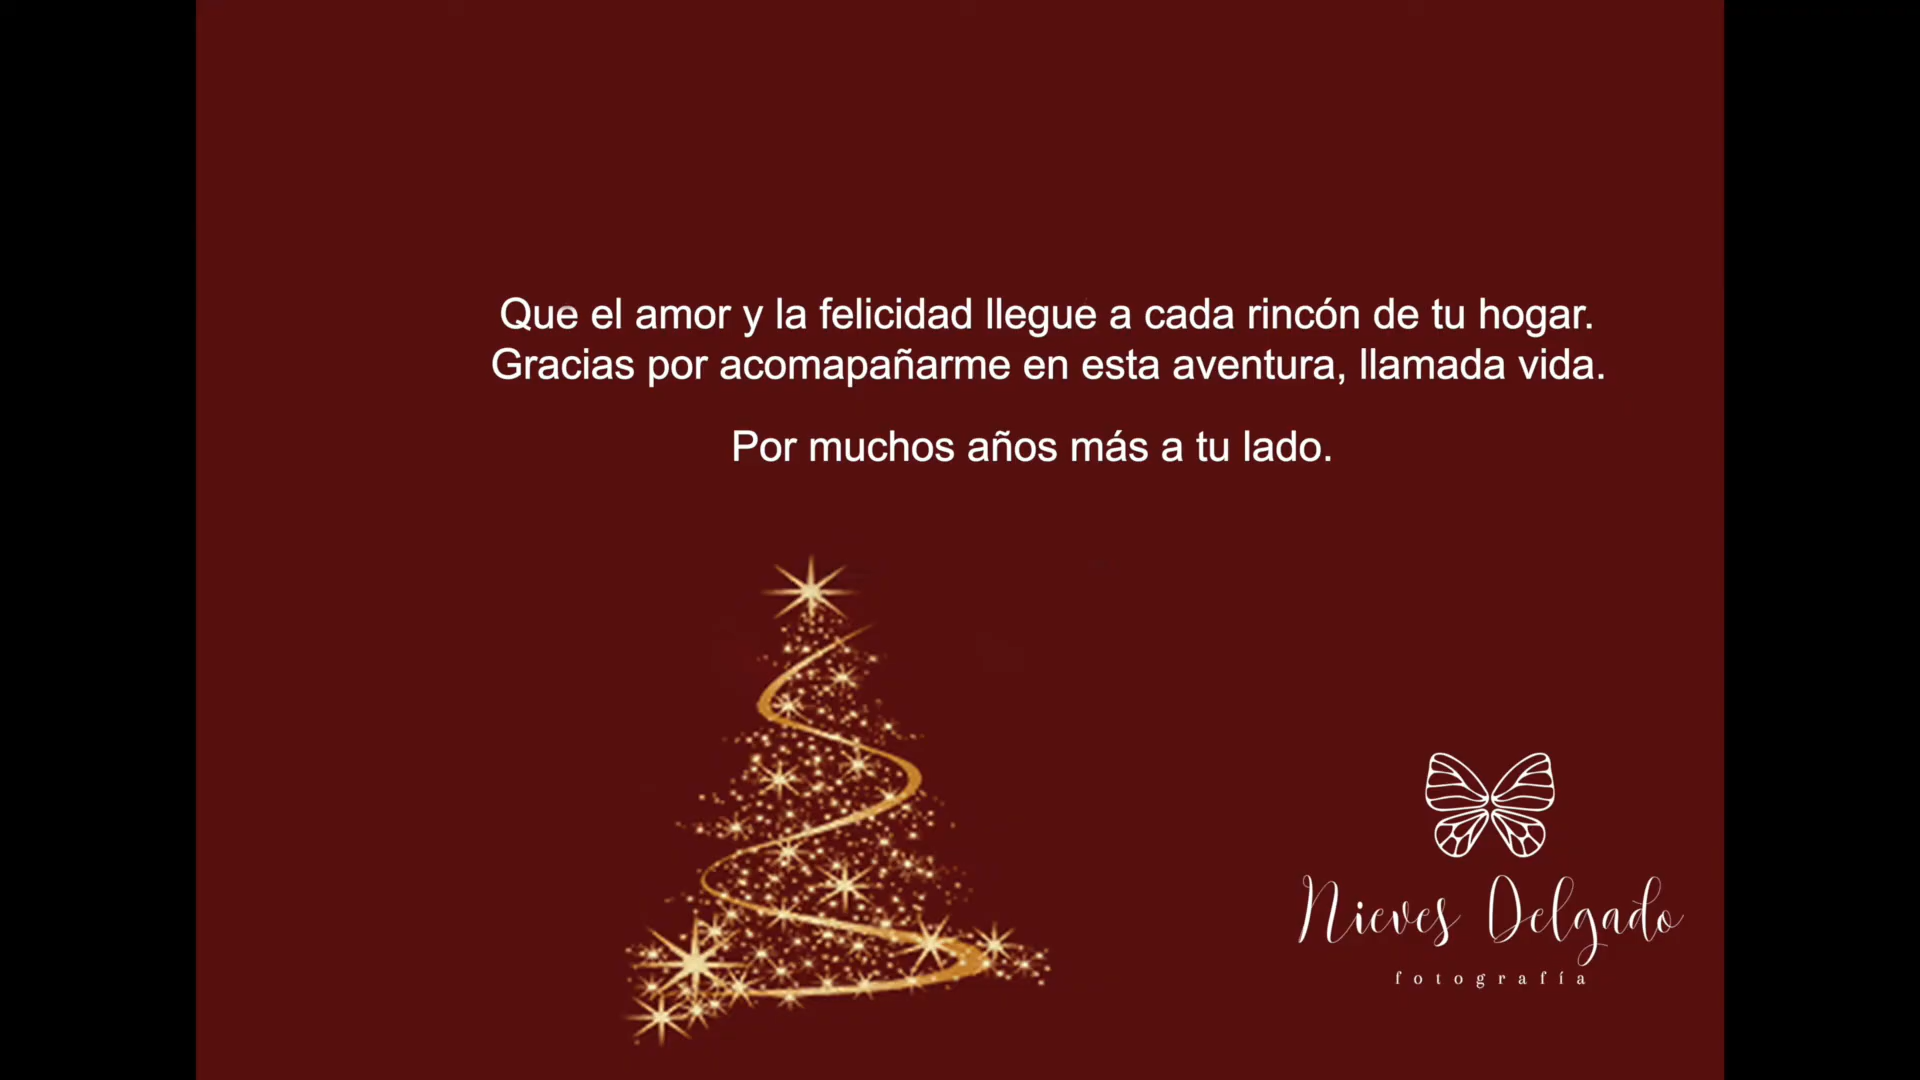 Que el amor y la felicidad llegue a cada rincón de tu hogar.
Gracias por acomapañarme en esta aventura, llamada vida.
Por muchos años más a tu lado.
Nieves Delgado
fotografía